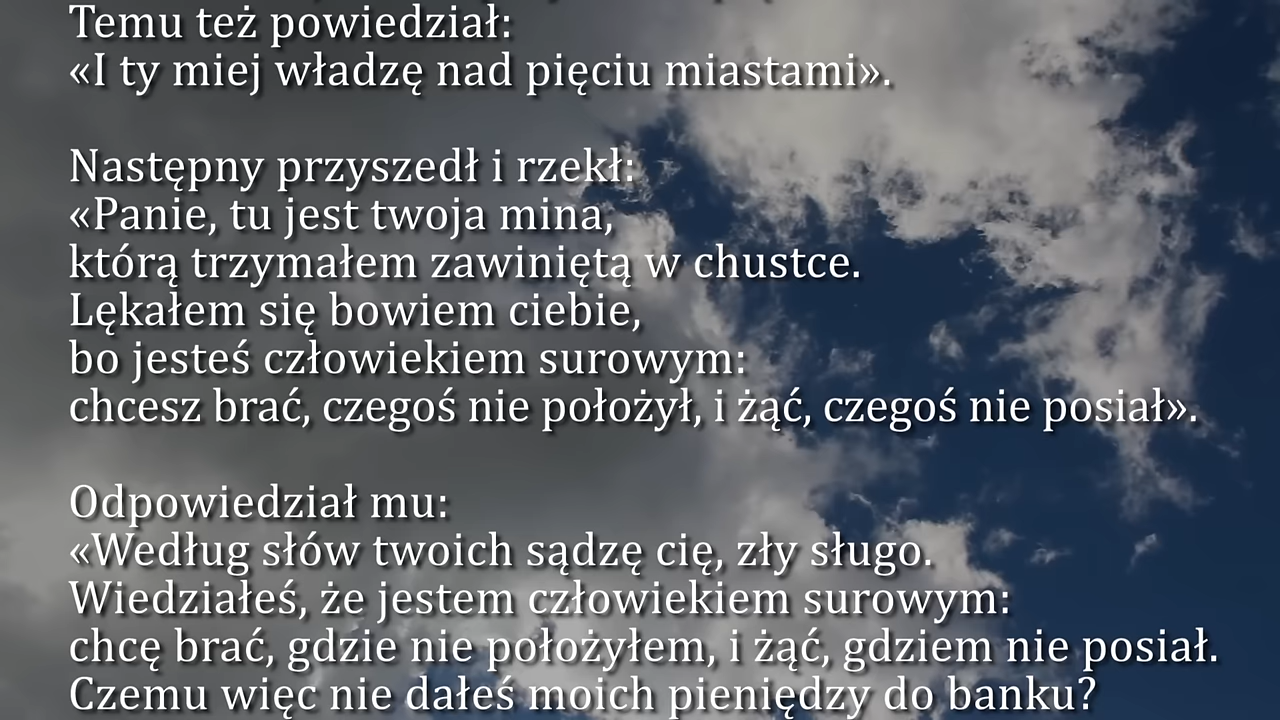 Temu też powiedział:
«I ty miej władzę nad pięciu miastami».
Następny przyszedł i rzekł:
«Panie, tu jest twoja mina,
którą trzymałem zawiniętą w chustce.
Lękałem się bowiem ciebie,
bo jesteś człowiekiem surowym:
chcesz brać, czegoś nie położył, i żąć, czegoś nie posiał».
Odpowiedział mu:
«Według słów twoich sądzę cię, zły sługo.
Wiedziałeś, że jestem człowiekiem surowym:
chcę brać, gdzie nie położyłem, i żąć, gdziem nie posiał.
Czemu więc nie dałeś moich pieniędzy do banku?